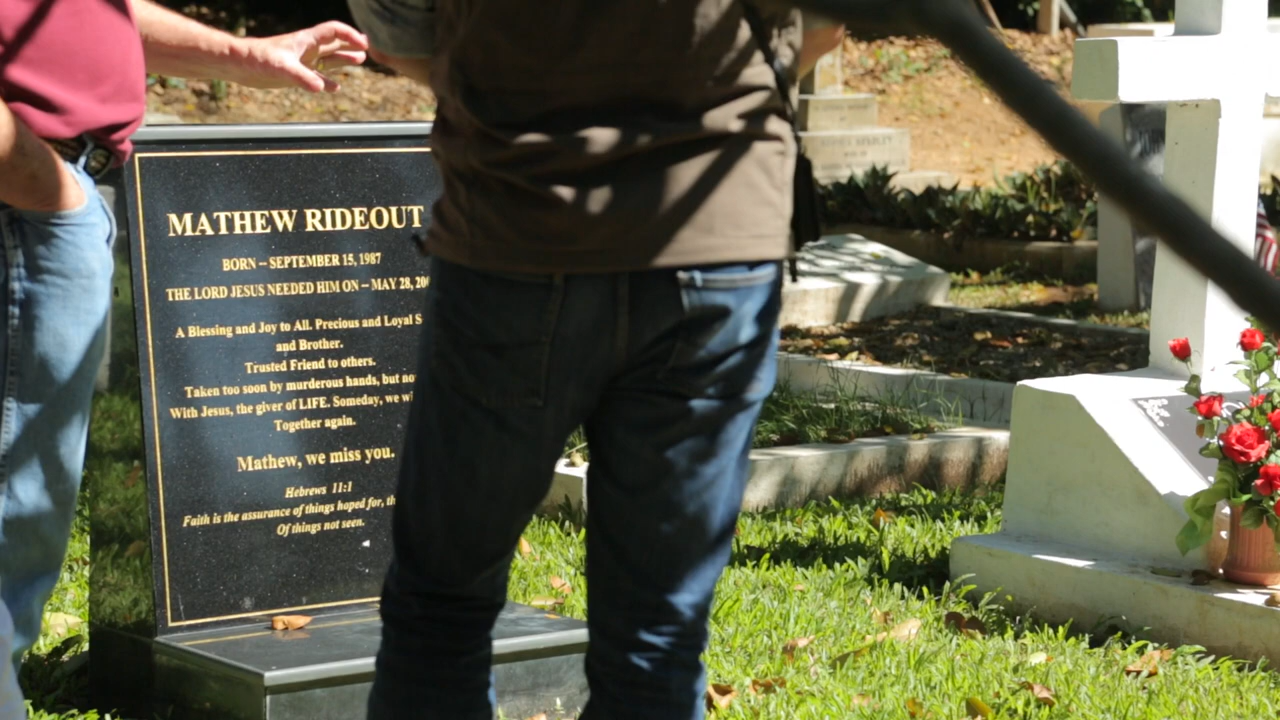 MATHEW RIDEOUT
BORN -- SEPTEMBER 15, 1987
THE LORD JESUS NEEDED HIM ON -- MAY 28, 20
A Blessing and Joy to All. Precious and Loyal S
and Brother.
Trusted Friend to others.
Taken too soon by murderous hands, but no
With Jesus, the giver of LIFE. Someday, we wi
Together again.
Mathew, we miss you.
Hebrews 11:1
Faith is the assurance of things hoped for, th
Of things not seen.